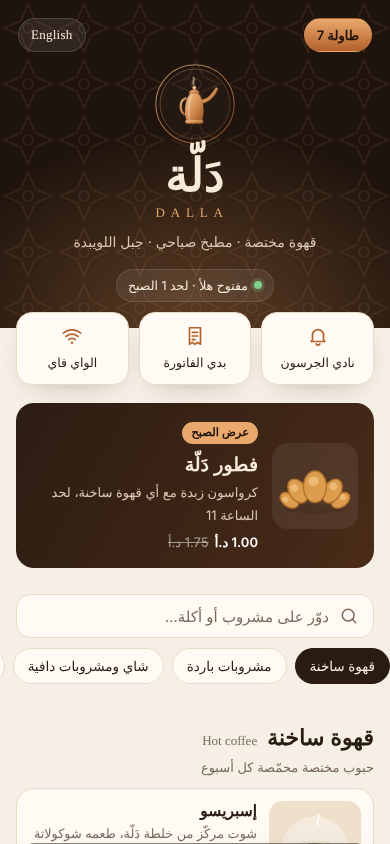 طاولة 7
English
دَلّة
DALLA
قهوة مختصة · مطبخ صباحي · جبل اللويبدة
مفتوح هلأ · لحد 1 الصبح
نادي الجرسون
بدي الفاتورة
الواي فاي
عرض الصبح
فطور دَلّة
كرواسون زبدة مع أي قهوة ساخنة، لحد
الساعة 11
1.00 د.أ 1.75 د.أ
دوّر على مشروب أو أكلة...
قهوة ساخنة
مشروبات باردة
شاي ومشروبات دافية
قهوة ساخنة Hot coffee
حبوب مختصة محمّصة كل أسبوع
إسبريسو
شوت مركّز من خلطة دَلّة، طعمه شوكولاتة